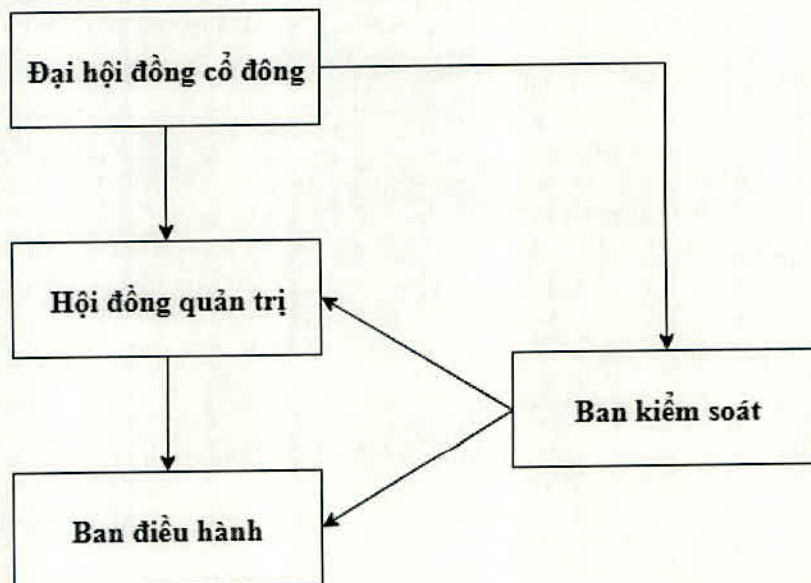 Đại hội đồng cổ đông
Hội đồng quản trị
Ban kiểm soát
Ban điều hành